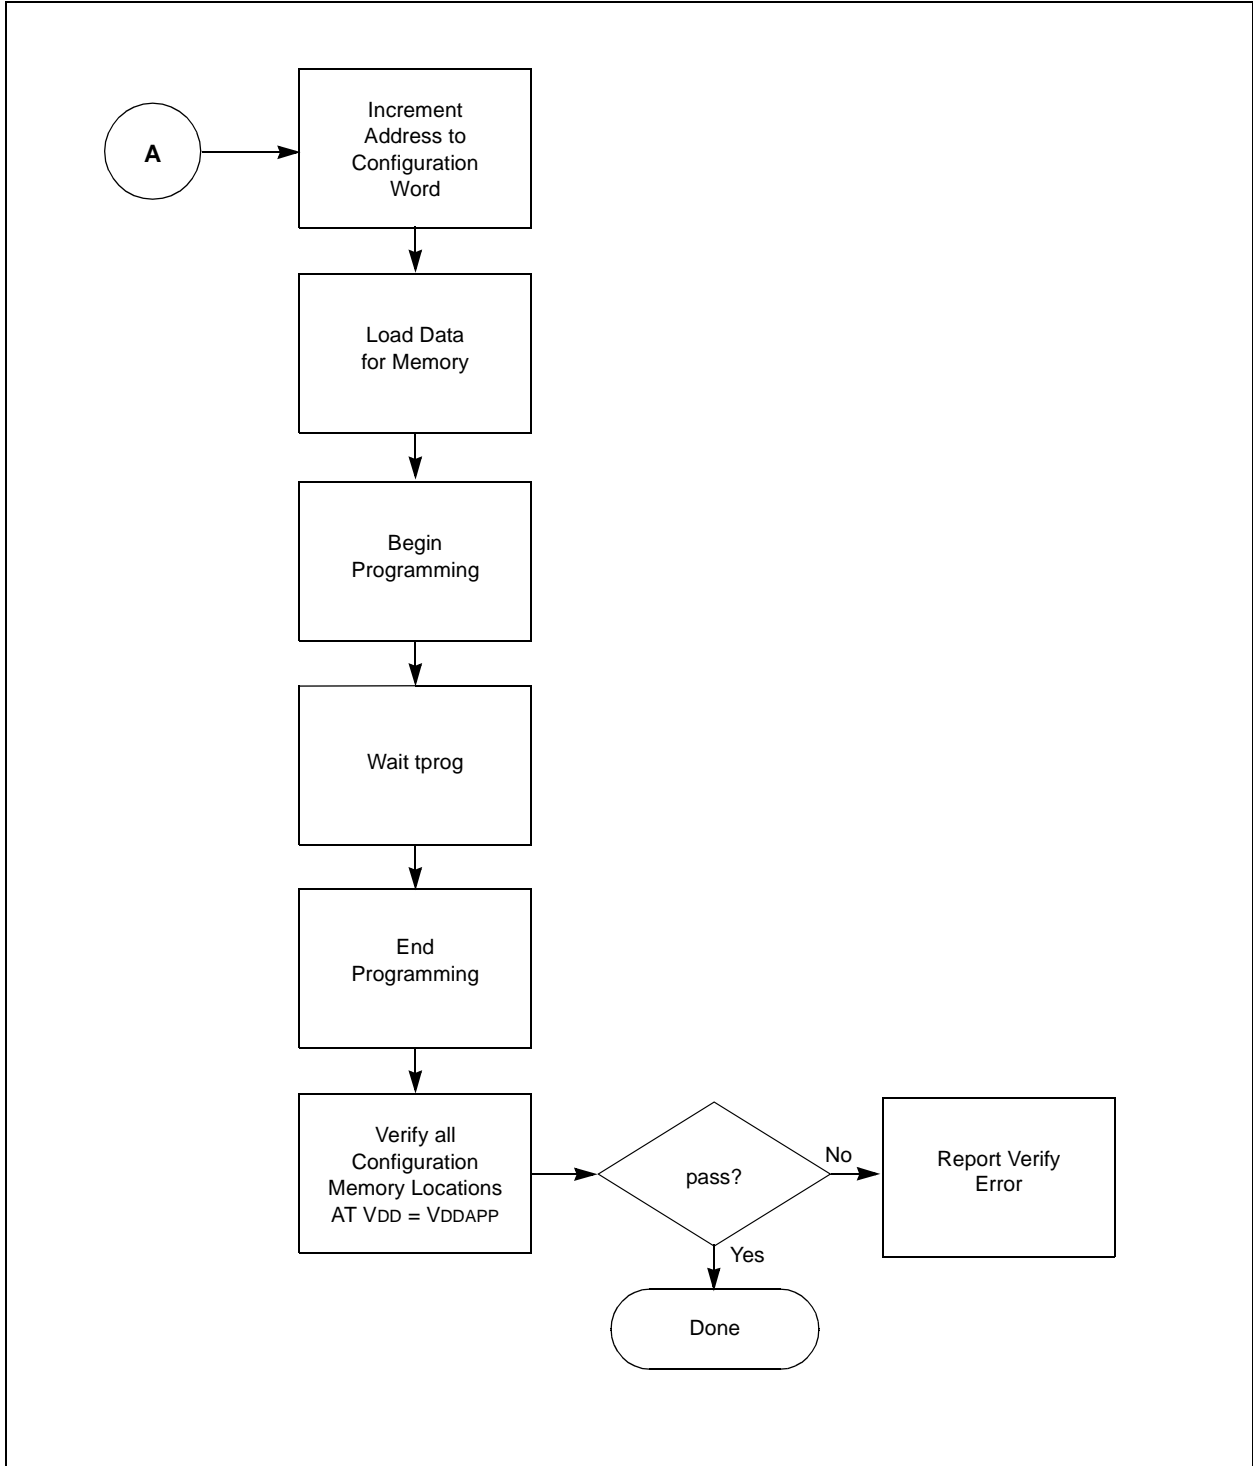 A
Increment
Address to
Configuration
Word
Load Data
for Memory
Begin
Programming
Wait tprog
End
Programming
Verify all
Configuration
Memory Locations
AT VDD = VDDAPP
pass?
No
Report Verify
Error
Yes
Done